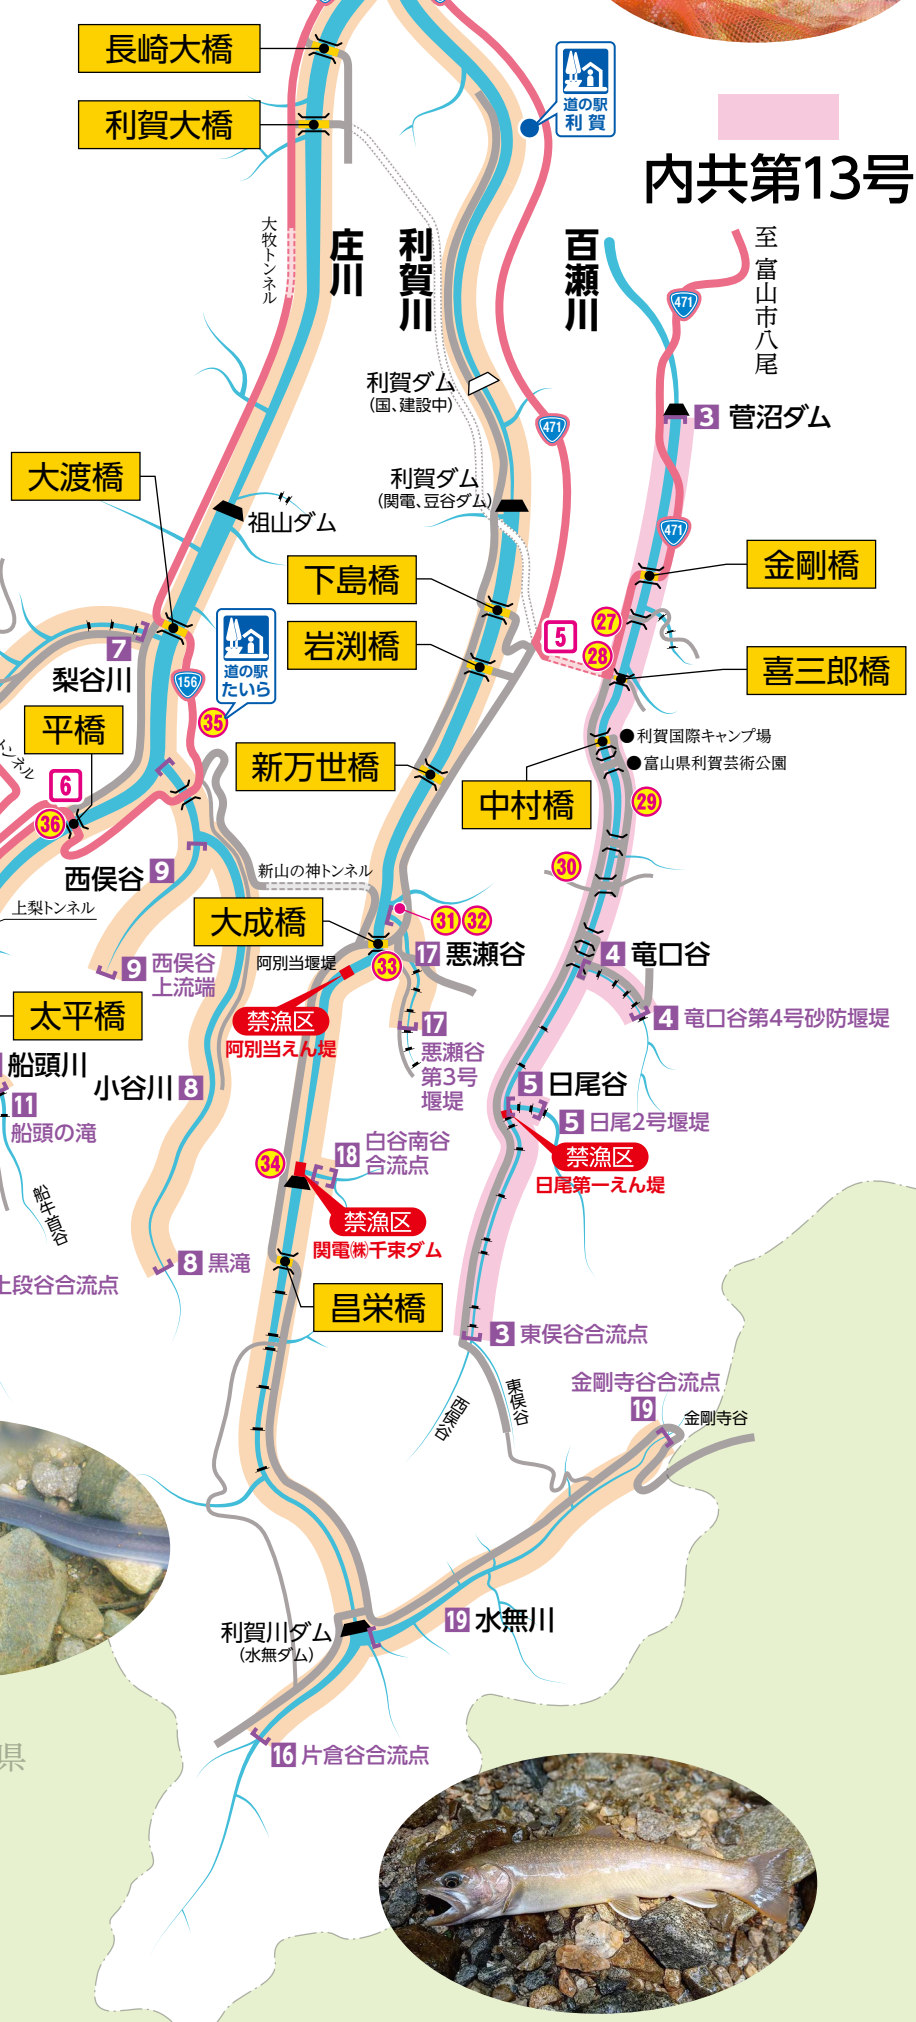 長崎大橋
利賀大橋
道の駅
利賀
内共第13号
大牧トンネル
庄川
利賀川
百瀬川
至 富山市八尾
471
利賀ダム
(国、建設中)
471
3 菅沼ダム
大渡橋
利賀ダム
(関電、豆谷ダム)
祖山ダム
471
下島橋
金剛橋
岩渕橋
27
5
28
7
梨谷川
道の駅
たいら
156
喜三郎橋
35
平橋
トンネル
新万世橋
利賀国際キャンプ場
富山県利賀芸術公園
6
36
中村橋
29
西俣谷 9
新山の神トンネル
30
上梨トンネル
大成橋
31 32
17 悪瀬谷
4 竜口谷
9 西俣谷
上流端
阿別当堰堤
33
太平橋
禁漁区
阿別当えん堤
17
悪瀬谷
第3号
堰堤
4 竜口谷第4号砂防堰堤
船頭川
小谷川 8
5 日尾谷
11
船頭の滝
5 日尾2号堰堤
34
18 白谷南谷
合流点
禁漁区
日尾第一えん堤
船牛首谷
禁漁区
関電㈱千束ダム
8 黒滝
上段谷合流点
昌栄橋
3 東俣谷合流点
西俣谷
東俣谷
金剛寺谷合流点
19
金剛寺谷
19 水無川
利賀川ダム
(水無ダム)
16 片倉谷合流点
県